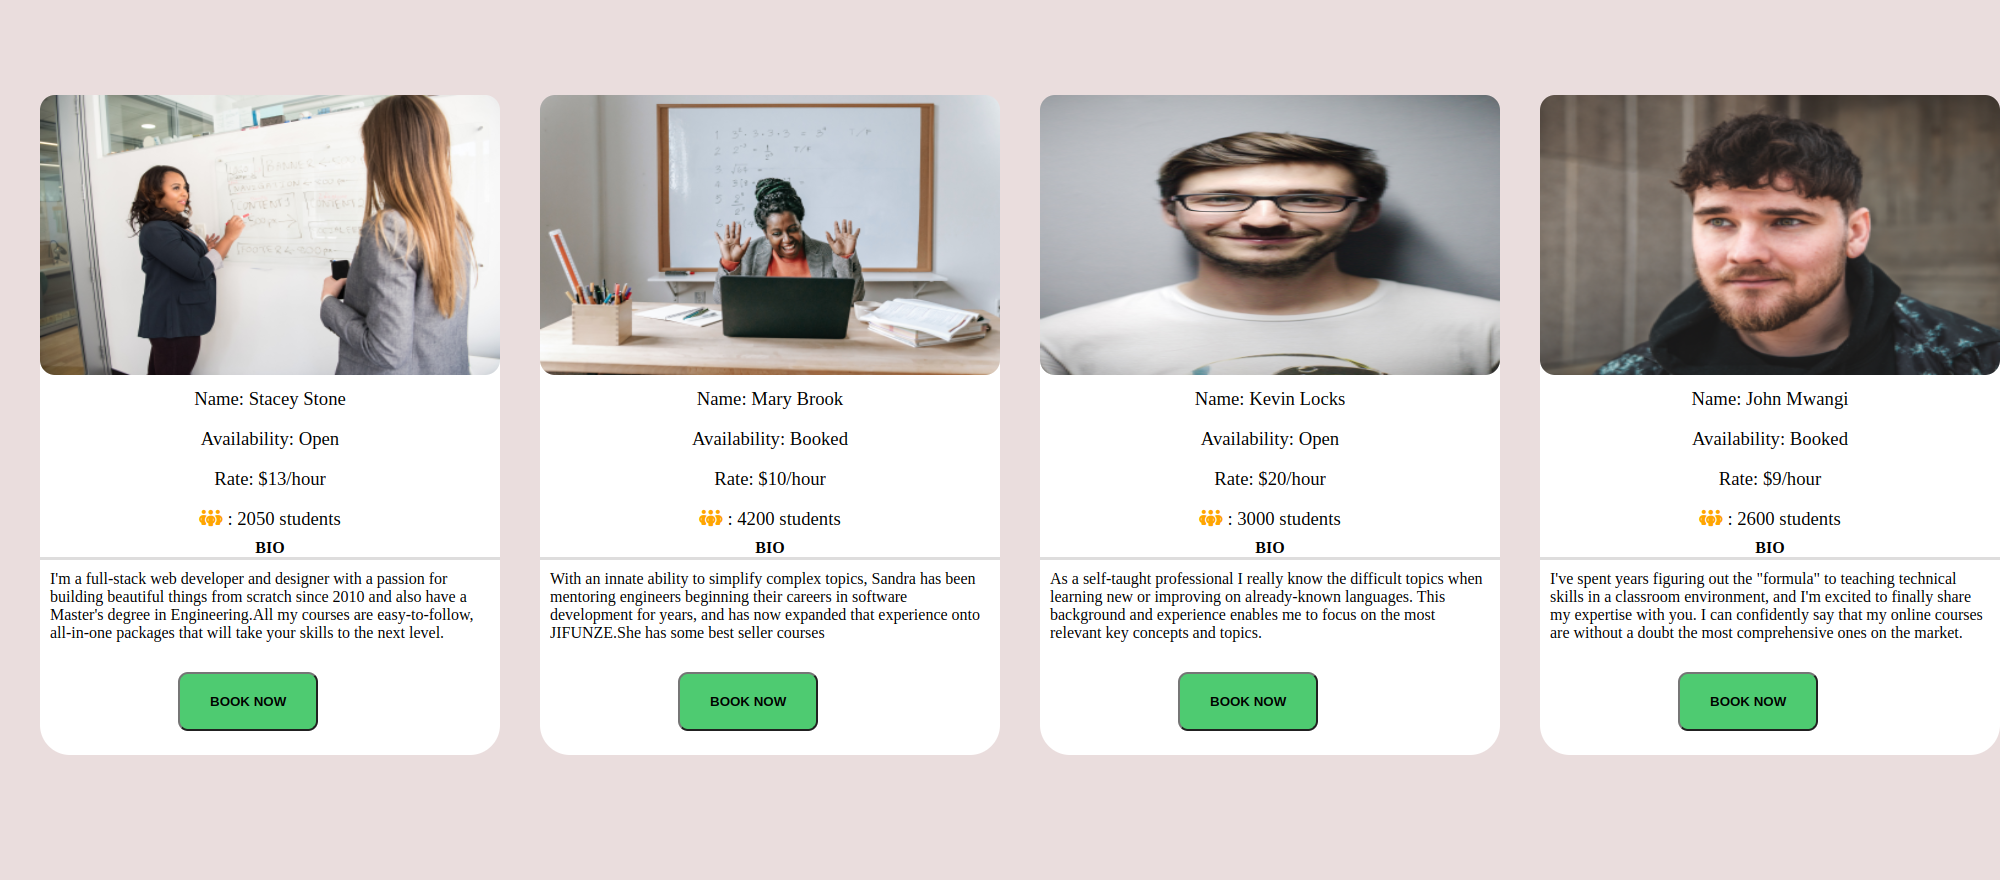 Name: Stacey Stone
Availability: Open
Rate: $13/hour
: 2050 students
BIO
I'm a full-stack web developer and designer with a passion for
building beautiful things from scratch since 2010 and also have a
Master's degree in Engineering.All my courses are easy-to-follow,
all-in-one packages that will take your skills to the next level.
BOOK NOW
Name: Mary Brook
Availability: Booked
Rate: $10/hour
: 4200 students
BIO
With an innate ability to simplify complex topics, Sandra has been
mentoring engineers beginning their careers in software
development for years, and has now expanded that experience onto
JIFUNZE.She has some best seller courses
BOOK NOW
Name: Kevin Locks
Availability: Open
Rate: $20/hour
: 3000 students
BIO
As a self-taught professional I really know the difficult topics when
learning new or improving on already-known languages. This
background and experience enables me to focus on the most
relevant key concepts and topics.
BOOK NOW
Name: John Mwangi
Availability: Booked
Rate: $9/hour
: 2600 students
BIO
I've spent years figuring out the "formula" to teaching technical
skills in a classroom environment, and I'm excited to finally share
my expertise with you. I can confidently say that my online courses
are without a doubt the most comprehensive ones on the market.
BOOK NOW